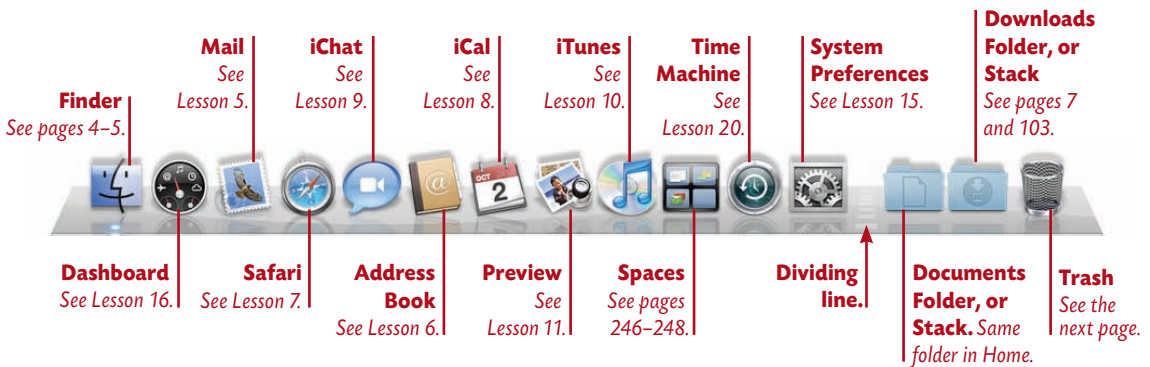 Finder
See pages 4–5.
Mail
See
Lesson 5.
iChat
See
Lesson 9.
iCal
See
Lesson 8.
iTunes
See
Lesson 10.
Time
Machine
See
Lesson 20.
System
Preferences
See Lesson 15.
Downloads
Folder, or
Stack
See pages 7
and 103.
@
OCT
2
Dashboard
See Lesson 16.
Safari
See Lesson 7.
Address
Book
See Lesson 6.
Preview
See
Lesson 11.
Spaces
See pages
246–248.
Dividing
line.
Documents
Folder, or
Stack. Same
folder in Home.
Trash
See the
next page.